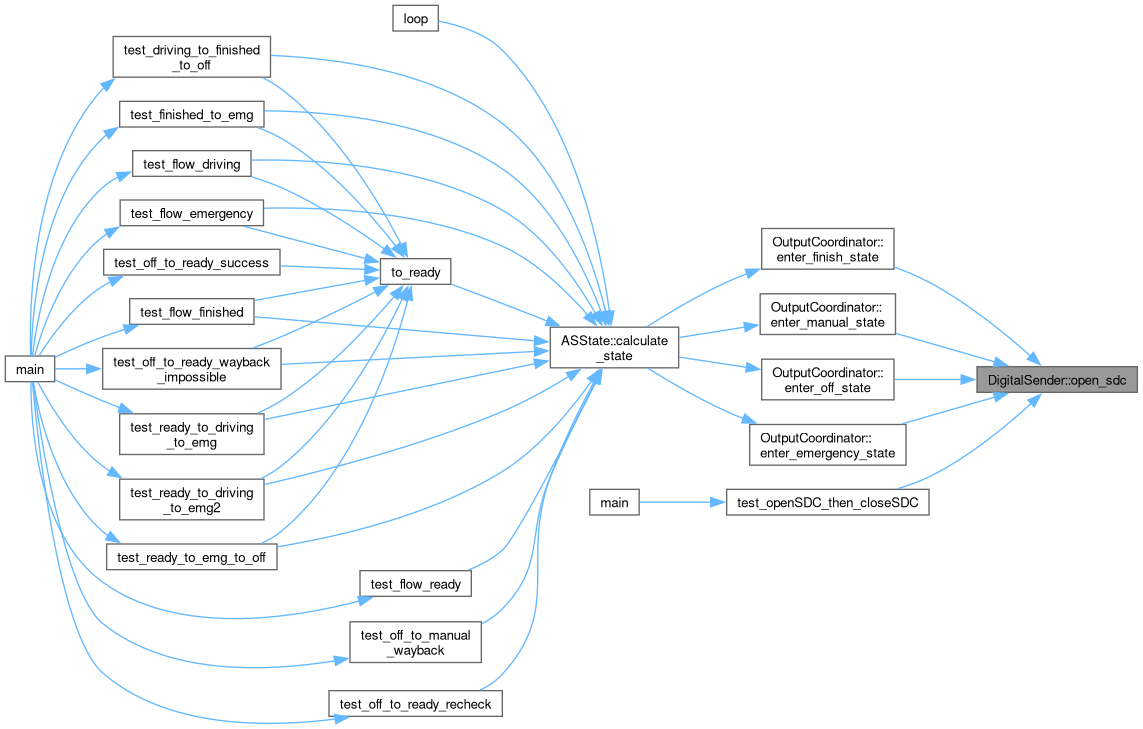 loop
test_driving_to_finished
_to_off
test_finished_to_emg
test_flow_driving
test_flow_emergency
test_off_to_ready_success
test_flow_finished
main
test_off_to_ready_wayback
_impossible
test_ready_to_driving
_to_emg
test_ready_to_driving
_to_emg2
test_ready_to_emg_to_off
to_ready
test_flow_ready
test_off_to_manual
_wayback
test_off_to_ready_recheck
ASState::calculate
_state
main
OutputCoordinator::
enter_finish_state
OutputCoordinator::
enter_manual_state
OutputCoordinator::
enter_off_state
OutputCoordinator::
enter_emergency_state
test_openSDC_then_closeSDC
DigitalSender::open_sdc